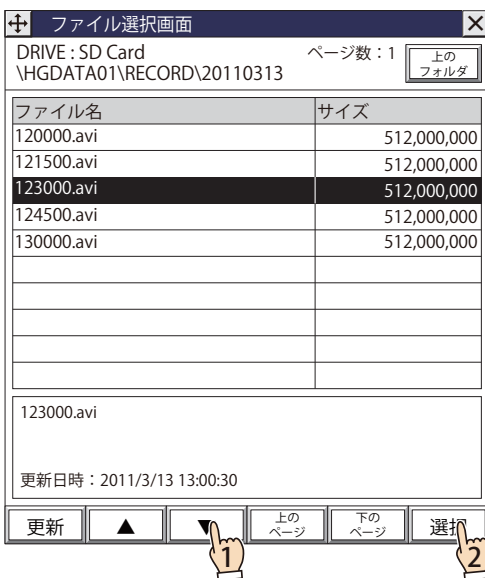 ファイル選択画面
DRIVE : SD Card ページ数：1
\HGDATA01\RECORD\20110313
上の
フォルダ
ファイル名 サイズ
120000.avi 512,000,000
121500.avi 512,000,000
123000.avi 512,000,000
124500.avi 512,000,000
130000.avi 512,000,000
123000.avi
更新日時：2011/3/13 13:00:30
更新 ▲ ▼ 上の
ページ 下の
ページ 選択
1 2